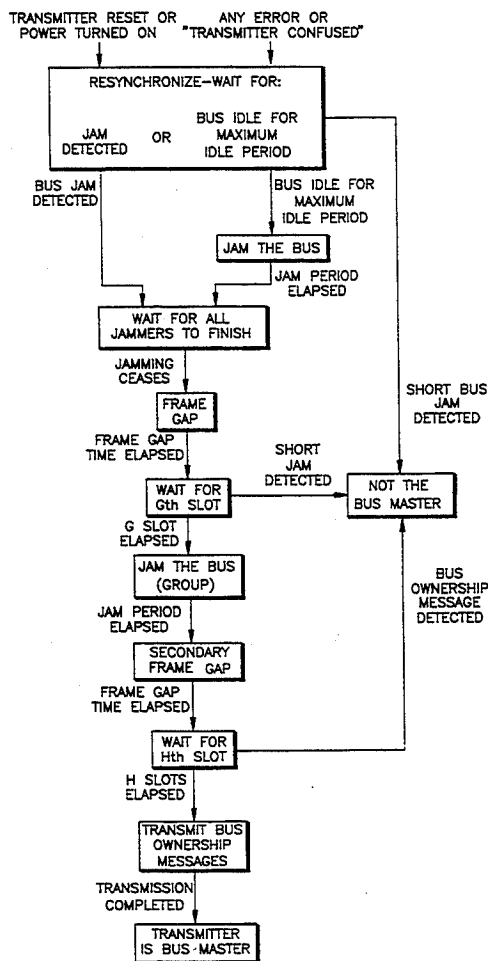 TRANSMITTER RESET OR
POWER TURNED ON
ANY ERROR OR
"TRANSMITTER CONFUSED"
RESYNCHRONIZE-WAIT FOR:
JAM
DETECTED
OR
BUS IDLE FOR
MAXIMUM
IDLE PERIOD
BUS JAM
DETECTED
BUS IDLE FOR
MAXIMUM
IDLE PERIOD
JAM THE BUS
JAM PERIOD
ELAPSED
WAIT FOR ALL
JAMMERS TO FINISH
JAMMING
CEASES
SHORT BUS
JAM
DETECTED
FRAME
GAP
FRAME GAP
TIME ELAPSED
SHORT
JAM
DETECTED
WAIT FOR
Gth SLOT
NOT THE
BUS MASTER
G SLOT
ELAPSED
JAM THE BUS
(GROUP)
BUS
OWNERSHIP
MESSAGE
DETECTED
JAM PERIOD
ELAPSED
SECONDARY
FRAME GAP
FRAME GAP
TIME ELAPSED
WAIT FOR
Hth SLOT
H SLOTS
ELAPSED
TRANSMIT BUS
OWNERSHIP
MESSAGES
TRANSMISSION
COMPLETED
TRANSMITTER
IS BUS-MASTER